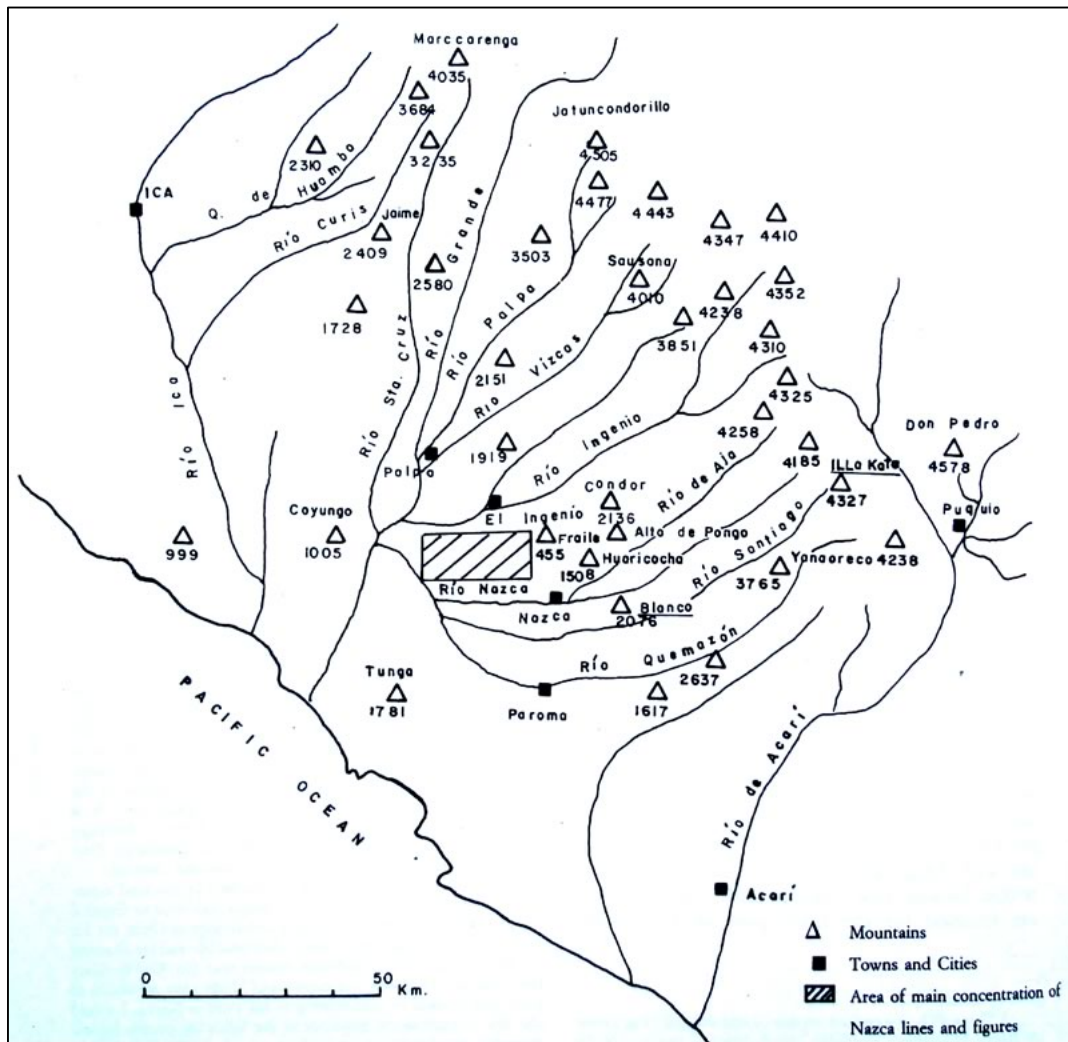 Marccarenga
4035
3684
Jatuncondorillo
2310
3235
4505
Q. de Huambo
4477
ICA
4443
Río Curis
Jaime
2409
Río Grande
3503
4347
4410
2580
Sausona
4010
4238
4352
1728
Río Palpa
3851
4310
Río Sta. Cruz
2151
Río Vizcas
4325
Río Ica
4258
Don Pedro
4578
Palpa
1919
Río Ingenio
4185
ILLa Kata
4327
Río de Aja
Condor
2136
El Ingenio
Puquio
Coyungo
1005
999
Fraile
455
Alto de Pongo
Río Santiago
4238
Huaricocha
1508
Yanaoreco
3765
Río Nazca
Nazca
Blanco
2076
Río Quemazón
2637
Tunga
1781
Paroma
1617
PACIFIC OCEAN
Río de Acarí
Acarí
0 50
Km.
Mountains
Towns and Cities
Area of main concentration of
Nazca lines and figures